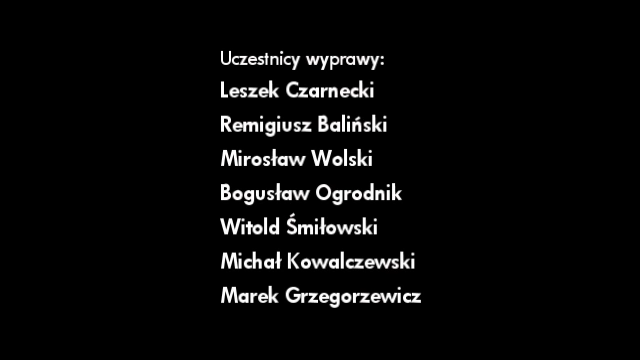 Uczestnicy wyprawy:
Leszek Czarnecki
Remigiusz Baliński
Mirosław Wolski
Bogusław Ogrodnik
Witold Śmiłowski
Michał Kowalczewski
Marek Grzegorzewicz